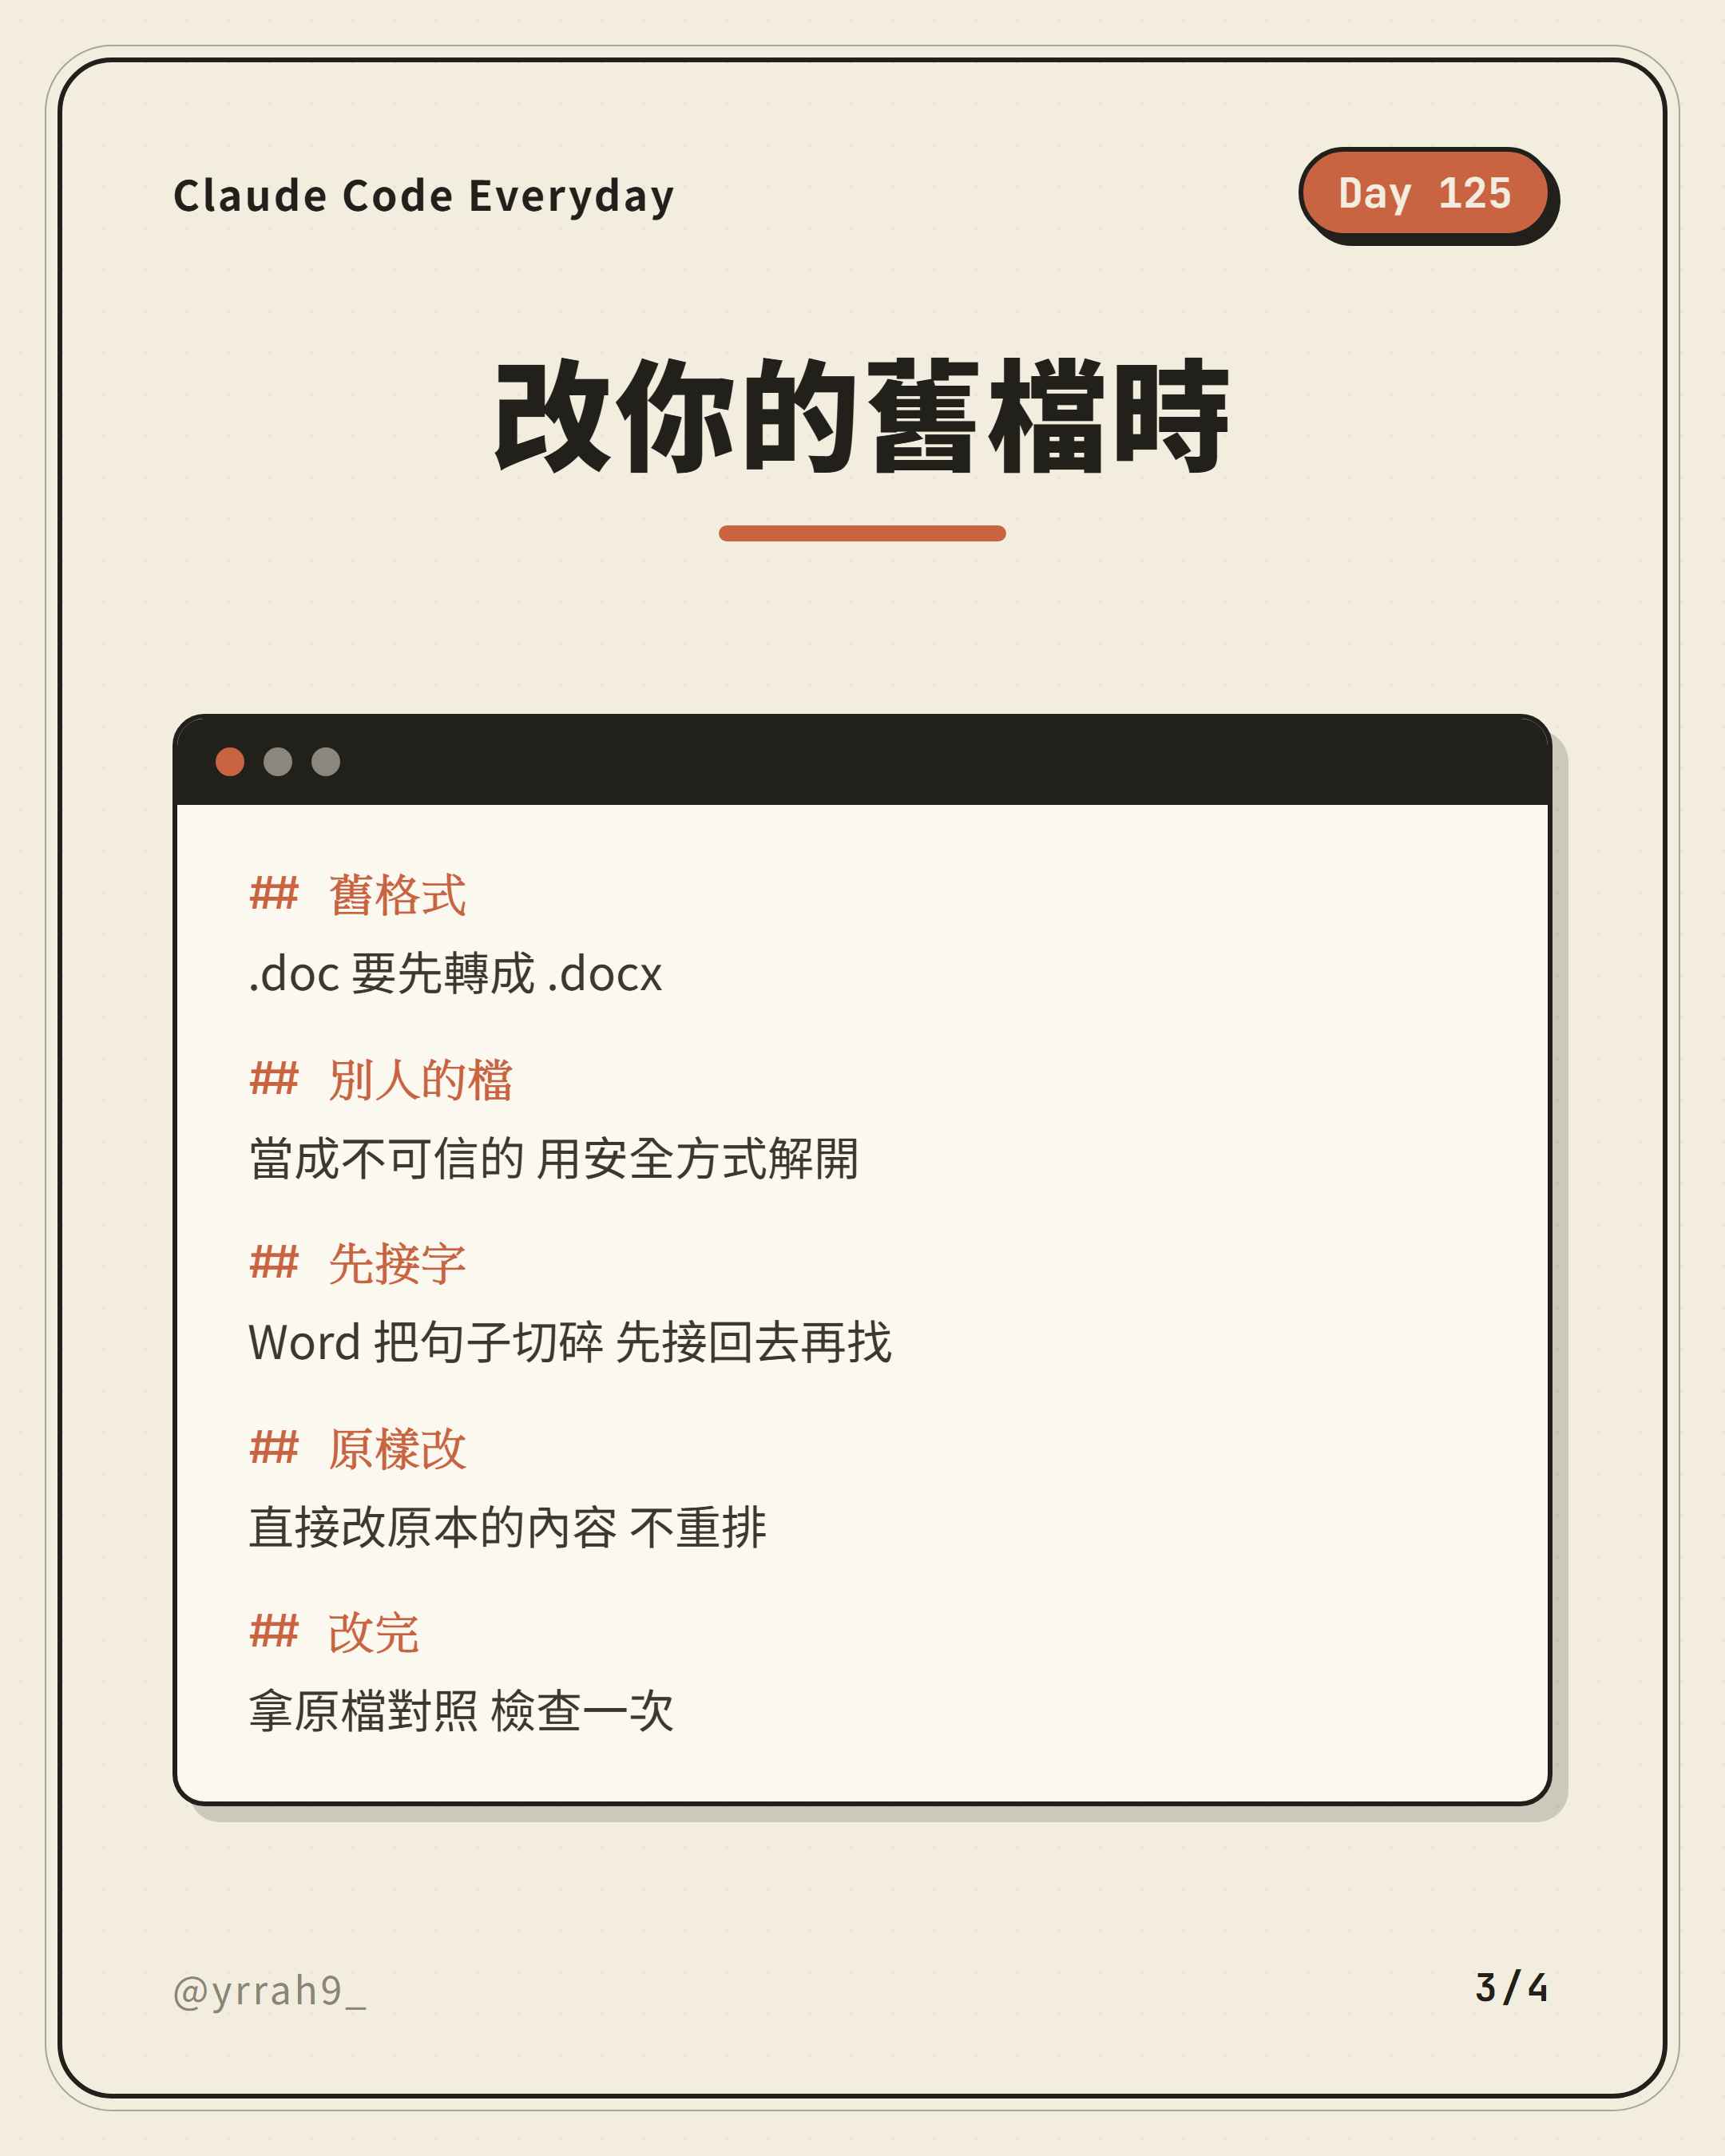 Claude Code Everyday
Day 125
改你的舊檔時
## 舊格式
.doc 要先轉成 .docx
## 別人的檔
當成不可信的 用安全方式解開
## 先接字
Word 把句子切碎 先接回去再找
## 原樣改
直接改原本的內容 不重排
## 改完
拿原檔對照 檢查一次
@yrrah9_
3/4